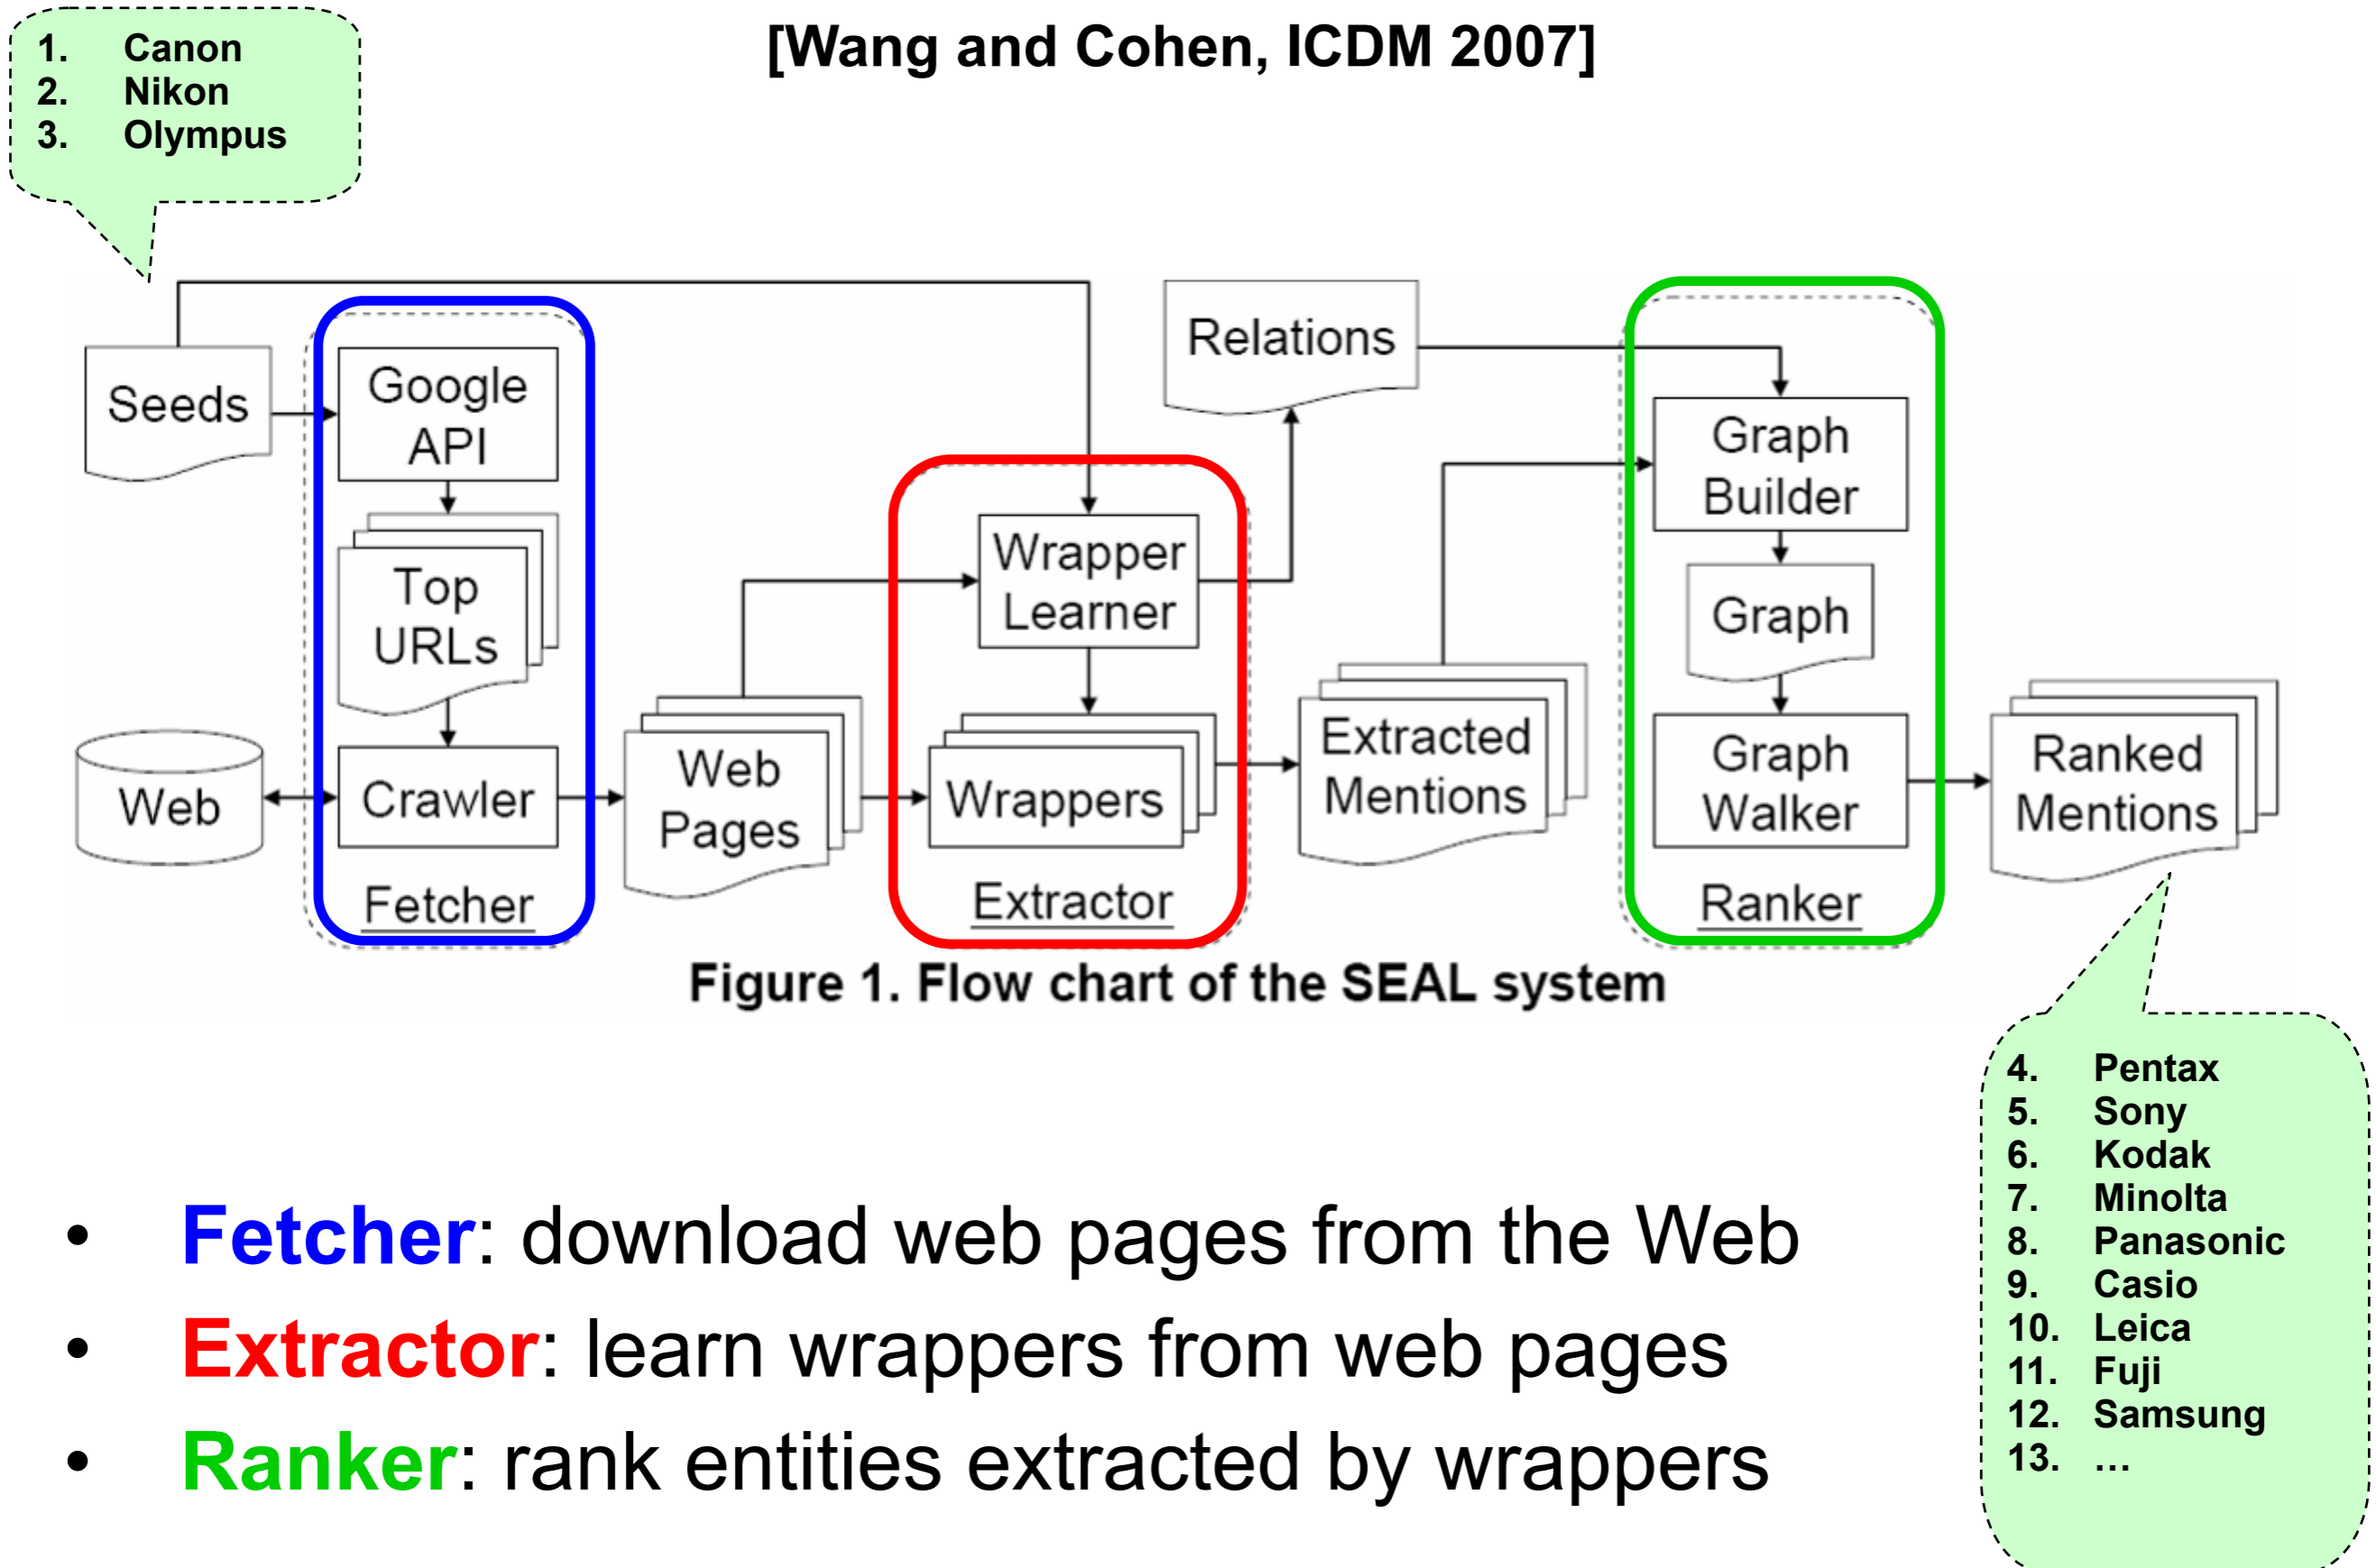 [Wang and Cohen, ICDM 2007]
1. Canon
2. Nikon
3. Olympus
Seeds
Google
API
Top
URLs
Web
Crawler
Fetcher
Web
Pages
Wrapper
Learner
Wrappers
Extractor
Relations
Extracted
Mentions
Graph
Builder
Graph
Graph
Walker
Ranker
Ranked
Mentions
Figure 1. Flow chart of the SEAL system
4. Pentax
5. Sony
6. Kodak
7. Minolta
8. Panasonic
9. Casio
10. Leica
11. Fuji
12. Samsung
13. …
• Fetcher: download web pages from the Web
• Extractor: learn wrappers from web pages
• Ranker: rank entities extracted by wrappers